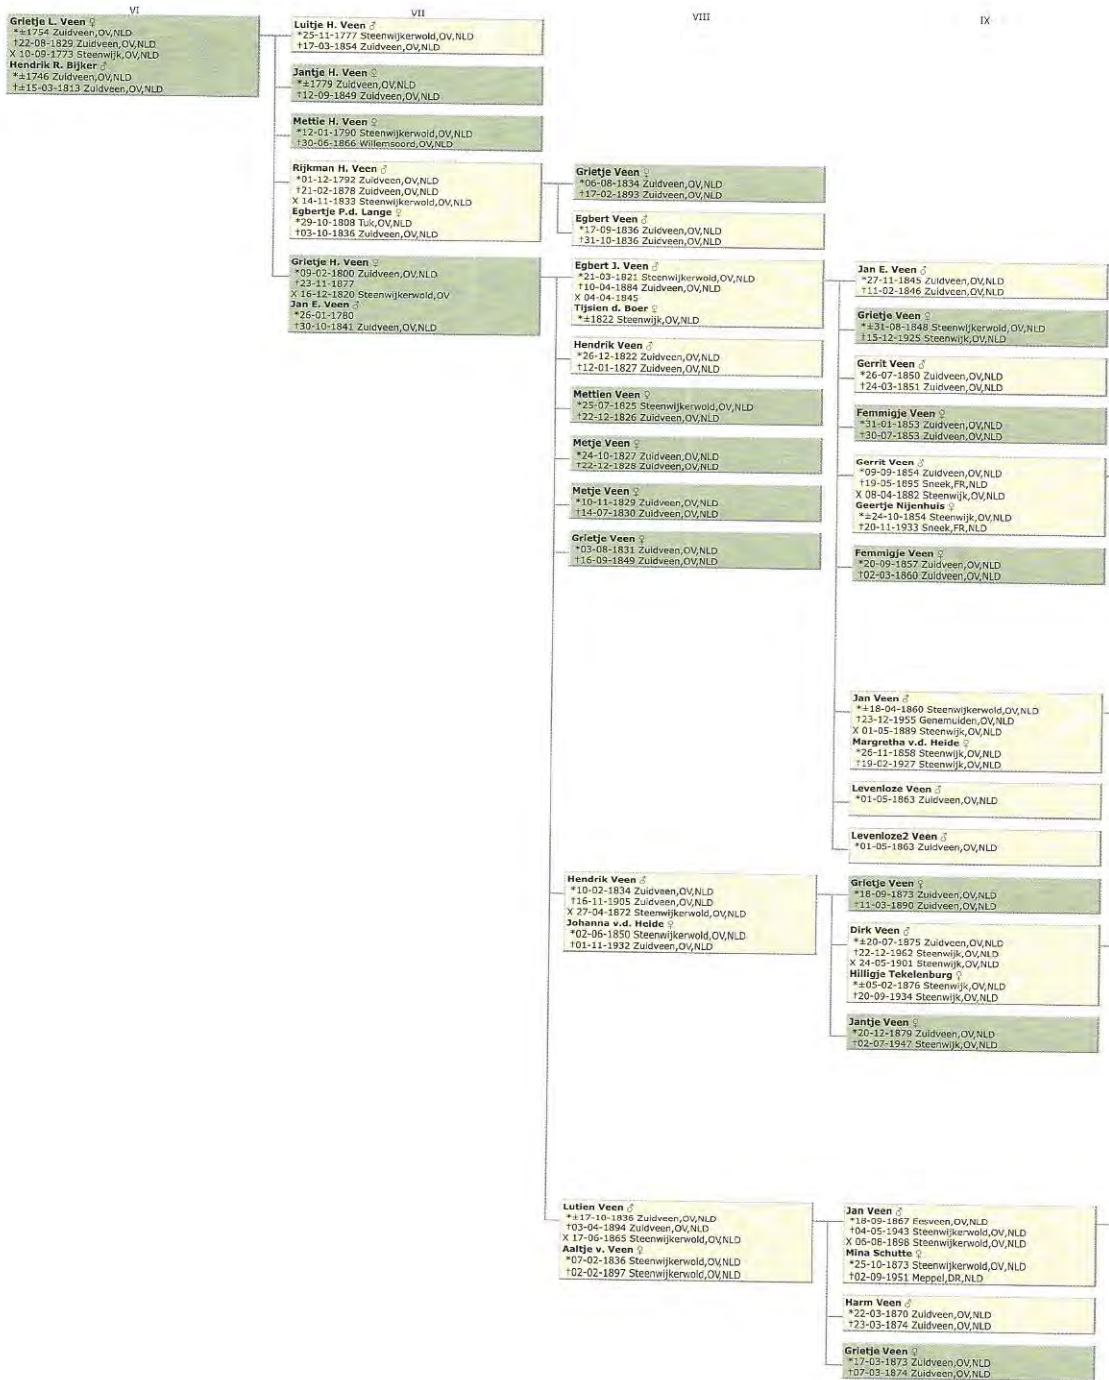 VI
VII
VIII
IX
Grietje L. Veen ♀
*±1754 Zuidveen,OV,NLD
†22-08-1829 Zuidveen,OV,NLD
X 10-09-1773 Steenwijk,OV,NLD
Hendrik R. Bijker ♂
*±1746 Zuidveen,OV,NLD
†±15-03-1813 Zuidveen,OV,NLD
Luitje H. Veen ♂
*25-11-1777 Steenwijkerwold,OV,NLD
†17-03-1854 Zuidveen,OV,NLD
Jantje H. Veen ♀
*±1779 Zuidveen,OV,NLD
†12-09-1849 Zuidveen,OV,NLD
Mettie H. Veen ♀
*12-01-1790 Steenwijkerwold,OV,NLD
†30-06-1866 Willemsoord,OV,NLD
Rijkman H. Veen ♂
*01-12-1792 Zuidveen,OV,NLD
†21-02-1878 Zuidveen,OV,NLD
X 14-11-1833 Steenwijkerwold,OV,NLD
Egbertje P.d. Lange ♀
*29-10-1808 Tuk,OV,NLD
†03-10-1836 Zuidveen,OV,NLD
Grietje H. Veen ♀
*09-02-1800 Zuidveen,OV,NLD
†23-11-1877
X 16-12-1820 Steenwijkerwold,OV
Jan E. Veen ♂
*26-01-1780
†30-10-1841 Zuidveen,OV,NLD
Grietje Veen ♀
*06-08-1834 Zuidveen,OV,NLD
†17-02-1893 Zuidveen,OV,NLD
Egbert Veen ♂
*17-09-1836 Zuidveen,OV,NLD
†31-10-1836 Zuidveen,OV,NLD
Egbert J. Veen ♂
*21-03-1821 Steenwijkerwold,OV,NLD
†10-04-1884 Zuidveen,OV,NLD
X 04-04-1845
Tijsien d. Boer ♀
*±1822 Steenwijk,OV,NLD
Hendrik Veen ♂
*26-12-1822 Zuidveen,OV,NLD
†12-01-1827 Zuidveen,OV,NLD
Mettien Veen ♀
*25-07-1825 Steenwijkerwold,OV,NLD
†22-12-1826 Zuidveen,OV,NLD
Metje Veen ♀
*24-10-1827 Zuidveen,OV,NLD
†22-12-1828 Zuidveen,OV,NLD
Metje Veen ♀
*10-11-1829 Zuidveen,OV,NLD
†14-07-1830 Zuidveen,OV,NLD
Grietje Veen ♀
*03-08-1831 Zuidveen,OV,NLD
†16-09-1849 Zuidveen,OV,NLD
Hendrik Veen ♂
*10-02-1834 Zuidveen,OV,NLD
†16-11-1905 Zuidveen,OV,NLD
X 27-04-1872 Steenwijkerwold,OV,NLD
Johanna v.d. Heide ♀
*02-06-1850 Steenwijkerwold,OV,NLD
†01-11-1932 Zuidveen,OV,NLD
Lutien Veen ♂
*±17-10-1836 Zuidveen,OV,NLD
†03-04-1894 Zuidveen,OV,NLD
X 17-06-1865 Steenwijkerwold,OV,NLD
Aaltje v. Veen ♀
*07-02-1836 Steenwijkerwold,OV,NLD
†02-02-1897 Steenwijkerwold,OV,NLD
Jan E. Veen ♂
*27-11-1845 Zuidveen,OV,NLD
†11-02-1846 Zuidveen,OV,NLD
Grietje Veen ♀
*±31-08-1848 Steenwijkerwold,OV,NLD
†15-12-1925 Steenwijk,OV,NLD
Gerrit Veen ♂
*26-07-1850 Zuidveen,OV,NLD
†24-03-1851 Zuidveen,OV,NLD
Femmigje Veen ♀
*31-01-1853 Zuidveen,OV,NLD
†30-07-1853 Zuidveen,OV,NLD
Gerrit Veen ♂
*09-09-1854 Zuidveen,OV,NLD
†19-05-1895 Sneek,FR,NLD
X 08-04-1882 Steenwijk,OV,NLD
Geertje Nijenhuis ♀
*±24-10-1854 Steenwijk,OV,NLD
†20-11-1933 Sneek,FR,NLD
Femmigje Veen ♀
*20-09-1857 Zuidveen,OV,NLD
†02-03-1860 Zuidveen,OV,NLD
Jan Veen ♂
*±18-04-1860 Steenwijkerwold,OV,NLD
†23-12-1955 Genemuiden,OV,NLD
X 01-05-1889 Steenwijk,OV,NLD
Margretha v.d. Heide ♀
*26-11-1858 Steenwijk,OV,NLD
†19-02-1927 Steenwijk,OV,NLD
Levenloze Veen ♂
*01-05-1863 Zuidveen,OV,NLD
Levenloze2 Veen ♂
*01-05-1863 Zuidveen,OV,NLD
Grietje Veen ♀
*18-09-1873 Zuidveen,OV,NLD
†11-03-1890 Zuidveen,OV,NLD
Dirk Veen ♂
*±20-07-1875 Zuidveen,OV,NLD
†22-12-1962 Steenwijk,OV,NLD
X 24-05-1901 Steenwijk,OV,NLD
Hilligje Tekelenburg ♀
*±05-02-1876 Steenwijk,OV,NLD
†20-09-1934 Steenwijk,OV,NLD
Jantje Veen ♀
*20-12-1879 Zuidveen,OV,NLD
†02-07-1947 Steenwijk,OV,NLD
Jan Veen ♂
*18-09-1867 Eesveen,OV,NLD
†04-05-1943 Steenwijkerwold,OV,NLD
X 06-08-1898 Steenwijkerwold,OV,NLD
Mina Schutte ♀
*25-10-1873 Steenwijkerwold,OV,NLD
†02-09-1951 Meppel,DR,NLD
Harm Veen ♂
*22-03-1870 Zuidveen,OV,NLD
†23-03-1874 Zuidveen,OV,NLD
Grietje Veen ♀
*17-03-1873 Zuidveen,OV,NLD
†07-03-1874 Zuidveen,OV,NLD